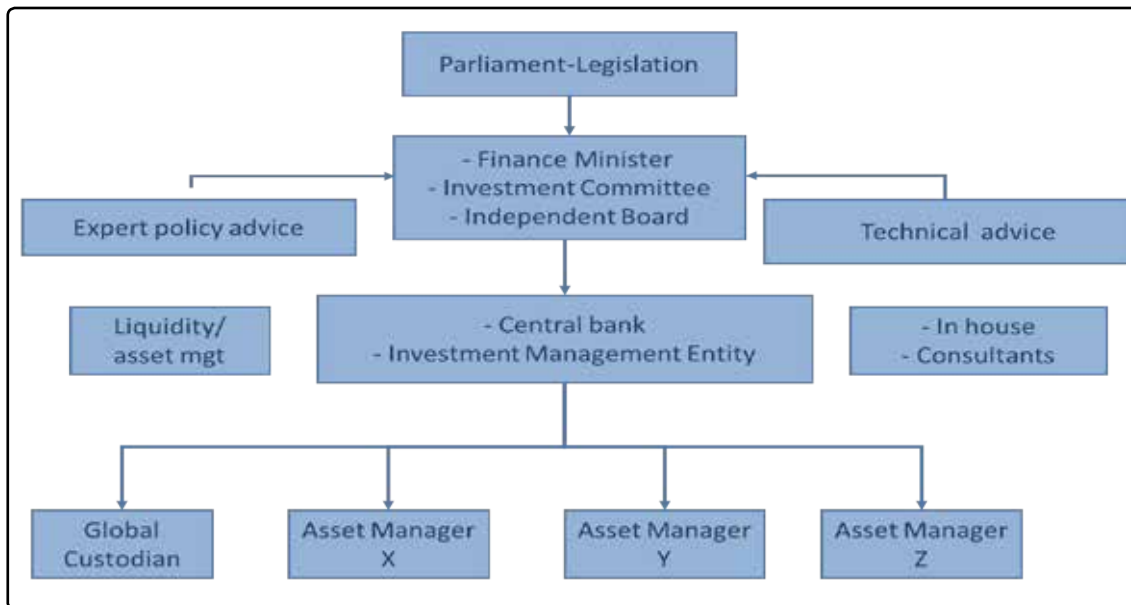 Parliament-Legislation
- Finance Minister
- Investment Committee
- Independent Board
Expert policy advice
Technical advice
Liquidity/
asset mgt
- Central bank
- Investment Management Entity
- In house
- Consultants
Global
Custodian
Asset Manager
X
Asset Manager
Y
Asset Manager
Z